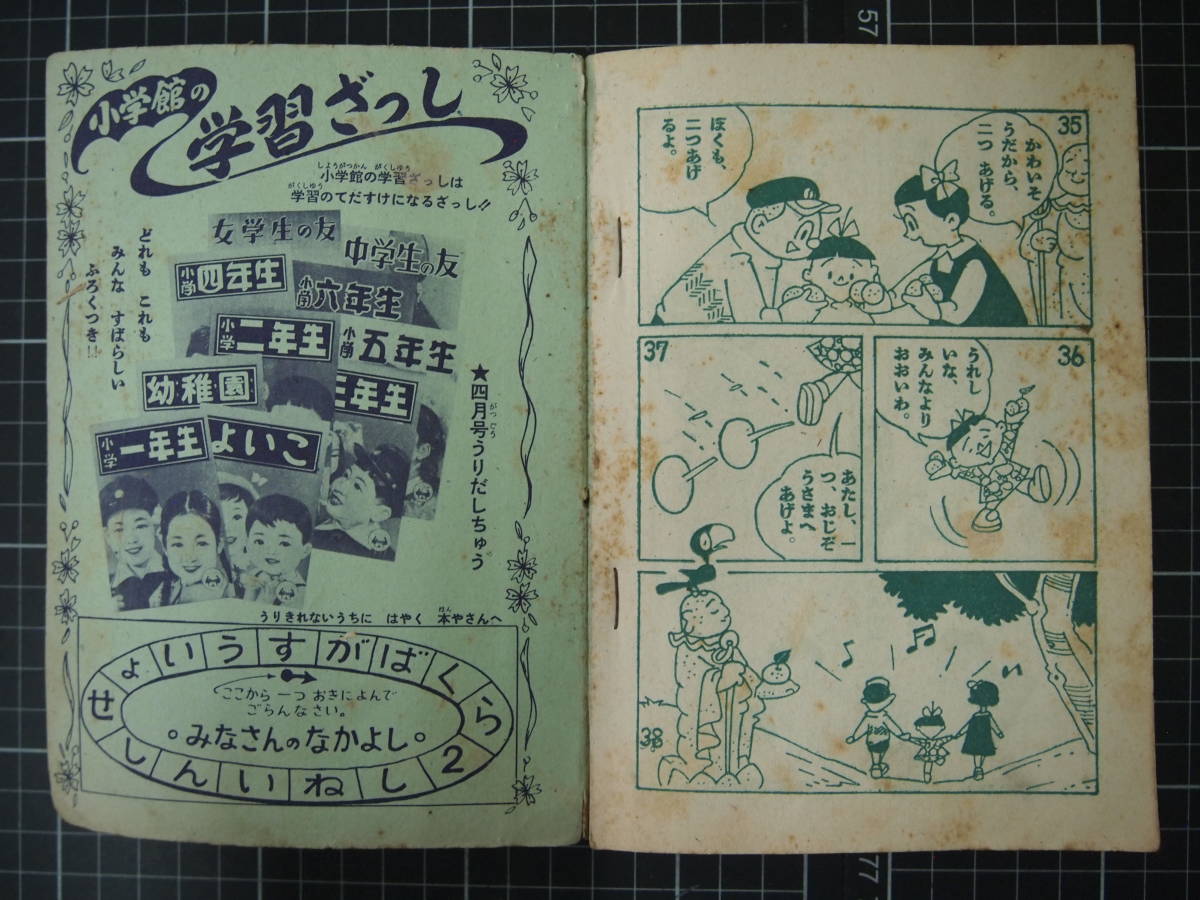 小学館の
学習ざっし
しようがつかん がくしゆう
小学館の学習ざっしは
がくしゆう
学習のてだすけになるざっし!!
どれも これも
みんな すばらしい
ふろくつき!!
女学生の友
中学生の友
小学四年生
小学六年生
小学二年生
小学五年生
幼稚園
三年生
小学一年生
よいこ
★四月号うりだしちゅう
がつごう
うりきれないうちに はやく 本やさんへ
ほん
せょいうすがばくら
ここから一つおきによんで
ごらんなさい。
。みなさんのなかよし。
しんいねし2
35
かわいそ
うだから、
二つ あげる。
ぼくも、
二つあげ
るよ。
36
うれし
いな、
みんなより
おおいわ。
37
あたし、一
つ、おじぞ
うさまへ
あげよ。
38
57
77